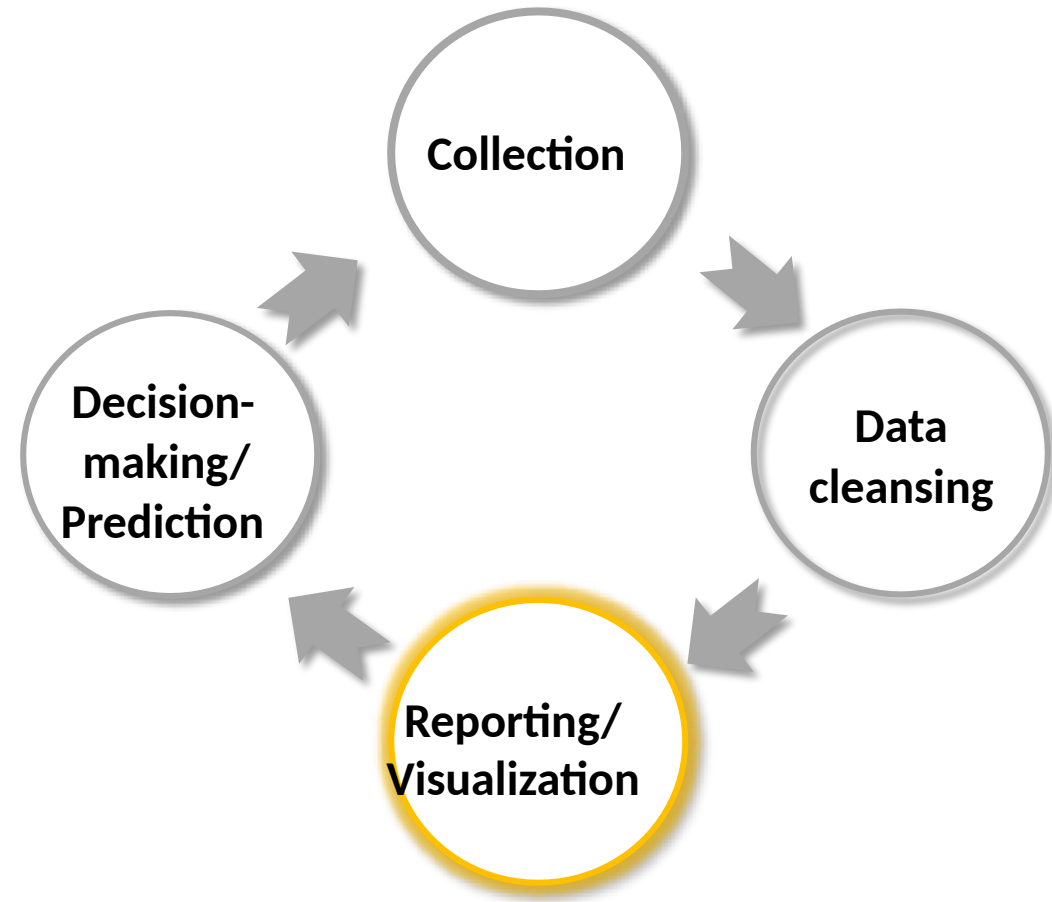 Collection
Data
cleansing
Reporting/
Visualization
Decision-
making/
Prediction